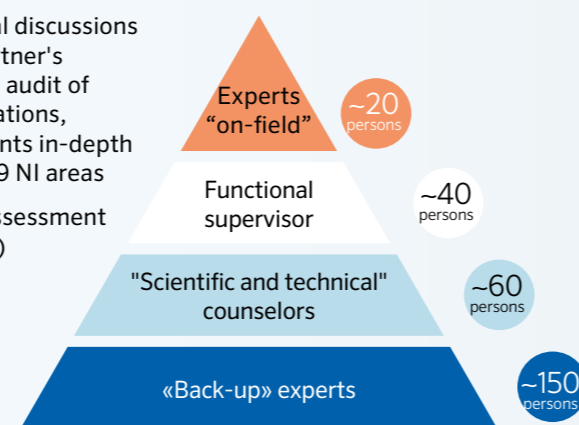 l discussions
tner's
audit of
ations,
nts in-depth
9 NI areas
ssessment
)
Experts
“on-field”
~20
persons
Functional
supervisor
~40
persons
"Scientific and technical"
counselors
~60
persons
«Back-up» experts
~150
persons